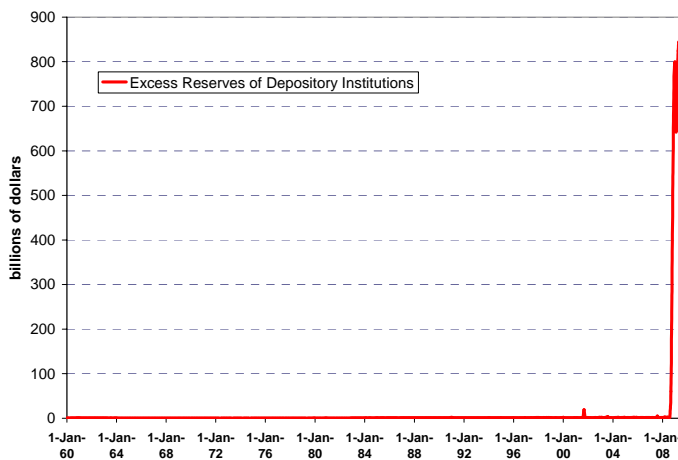 900
800
700
600
500
400
300
200
100
0
billions of dollars
Excess Reserves of Depository Institutions
1-Jan- 1-Jan- 1-Jan- 1-Jan- 1-Jan- 1-Jan- 1-Jan- 1-Jan- 1-Jan- 1-Jan- 1-Jan- 1-Jan- 1-Jan-
60 64 68 72 76 80 84 88 92 96 00 04 08